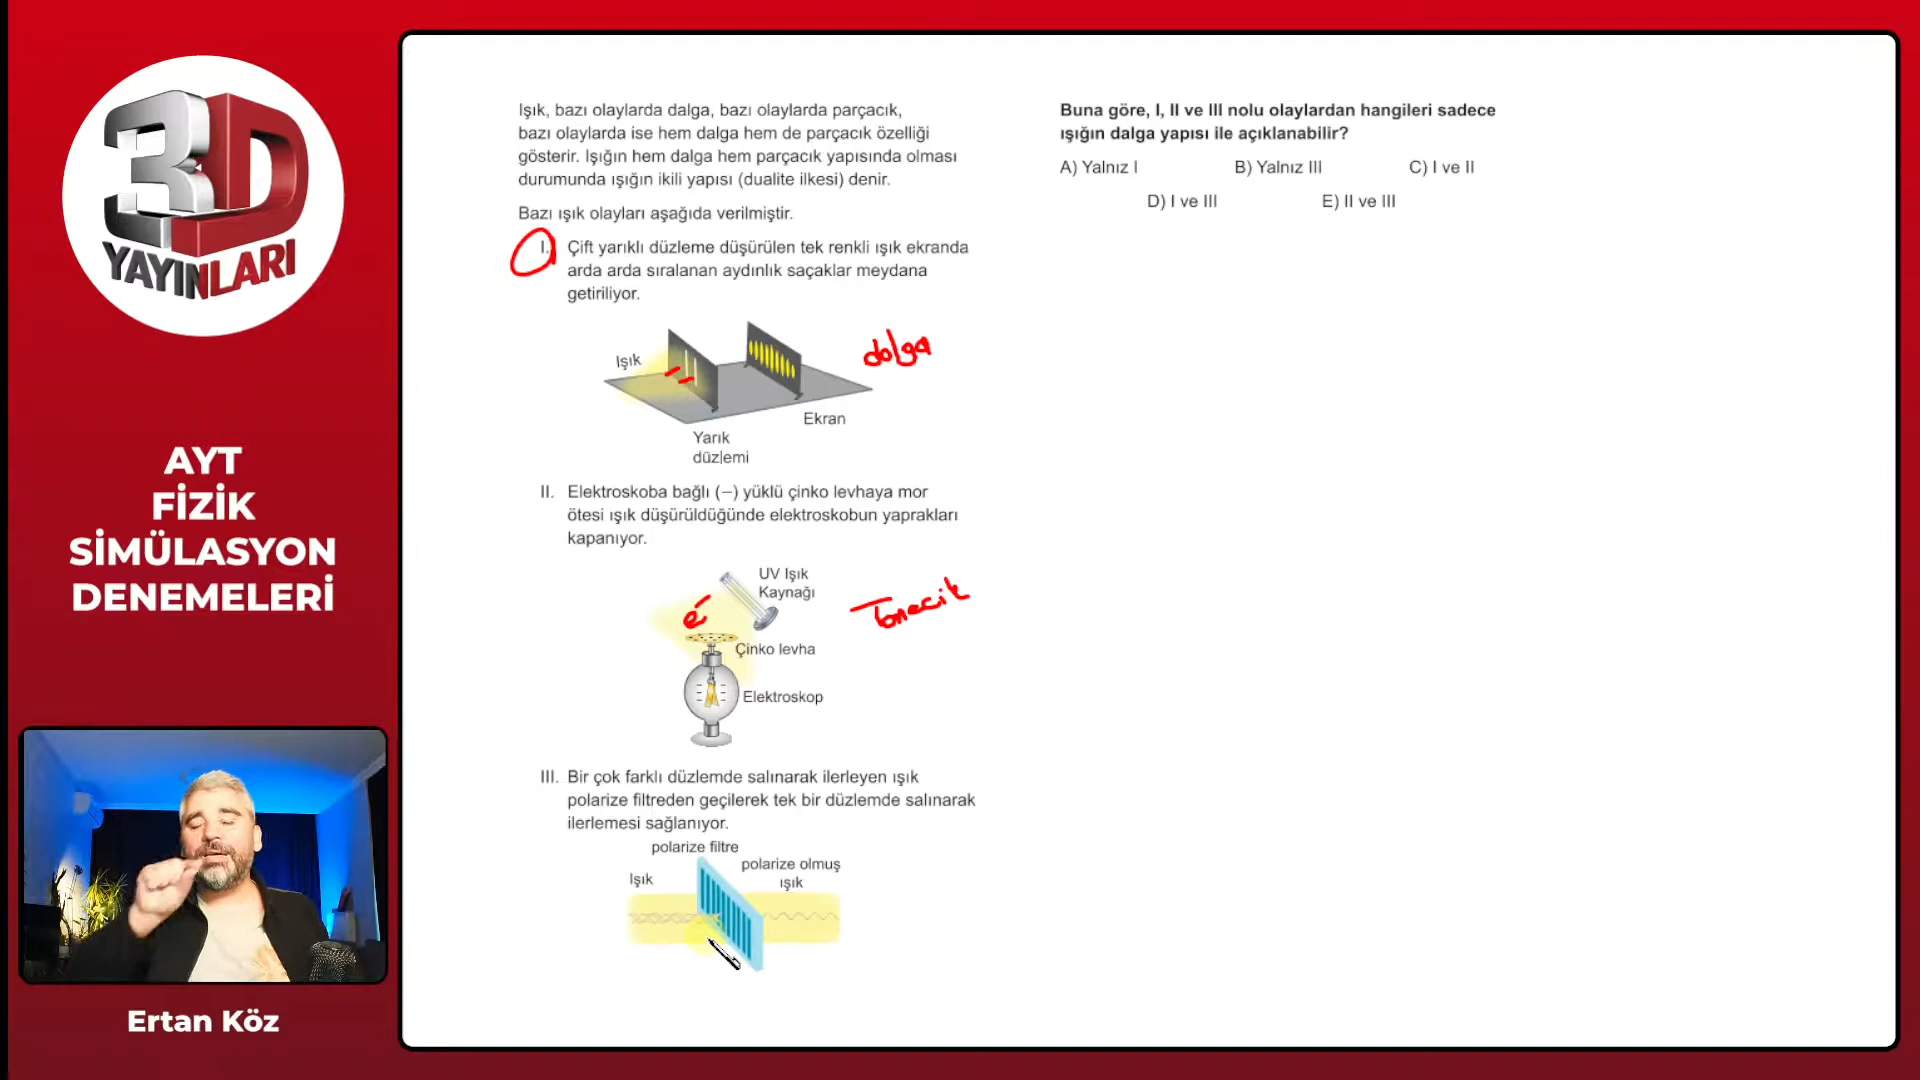 3D
YAYINLARI
AYT
FİZİK
SİMÜLASYON
DENEMELERİ
Ertan Köz
Işık, bazı olaylarda dalga, bazı olaylarda parçacık,
bazı olaylarda ise hem dalga hem de parçacık özelliği
gösterir. Işığın hem dalga hem parçacık yapısında olması
durumunda ışığın ikili yapısı (dualite ilkesi) denir.
Bazı ışık olayları aşağıda verilmiştir.
I. Çift yarıklı düzleme düşürülen tek renkli ışık ekranda
arda arda sıralanan aydınlık saçaklar meydana
getiriliyor.
Işık
dalga
Ekran
Yarık
düzlemi
II. Elektroskoba bağlı (–) yüklü çinko levhaya mor
ötesi ışık düşürüldüğünde elektroskobun yaprakları
kapanıyor.
UV Işık
Kaynağı
e-
Tanecik
Çinko levha
Elektroskop
III. Bir çok farklı düzlemde salınarak ilerleyen ışık
polarize filtreden geçilerek tek bir düzlemde salınarak
ilerlemesi sağlanıyor.
polarize filtre
polarize olmuş
ışık
Işık
Buna göre, I, II ve III nolu olaylardan hangileri sadece
ışığın dalga yapısı ile açıklanabilir?
A) Yalnız I B) Yalnız III C) I ve II
D) I ve III E) II ve III